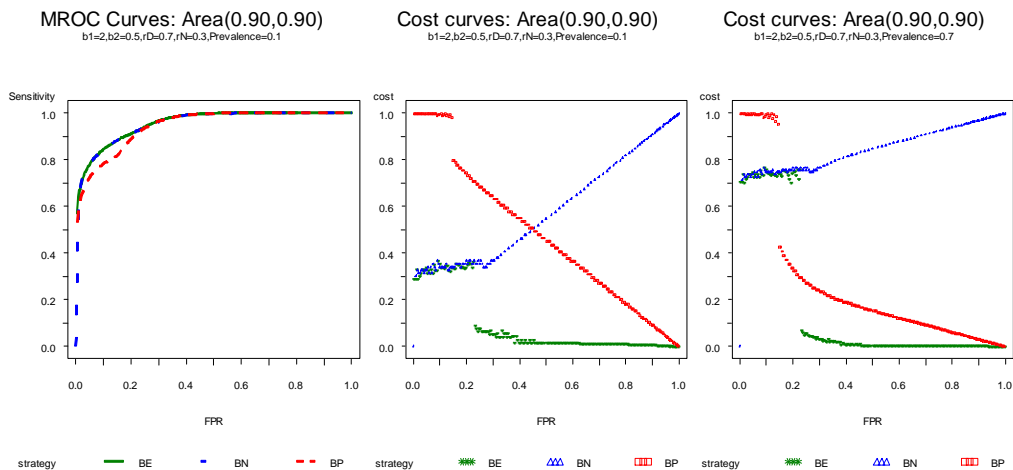 MROC Curves: Area(0.90,0.90)
b1=2,b2=0.5,rD=0.7,rN=0.3,Prevalence=0.1
Sensitivity
1.0
0.8
0.6
0.4
0.2
0.0
0.0 0.2 0.4 0.6 0.8 1.0
FPR
strategy BE BN BP
Cost curves: Area(0.90,0.90)
b1=2,b2=0.5,rD=0.7,rN=0.3,Prevalence=0.1
cost
1.0
0.8
0.6
0.4
0.2
0.0
0.0 0.2 0.4 0.6 0.8 1.0
FPR
strategy BE BN BP
Cost curves: Area(0.90,0.90)
b1=2,b2=0.5,rD=0.7,rN=0.3,Prevalence=0.7
cost
1.0
0.8
0.6
0.4
0.2
0.0
0.0 0.2 0.4 0.6 0.8 1.0
FPR
strategy BE BN BP